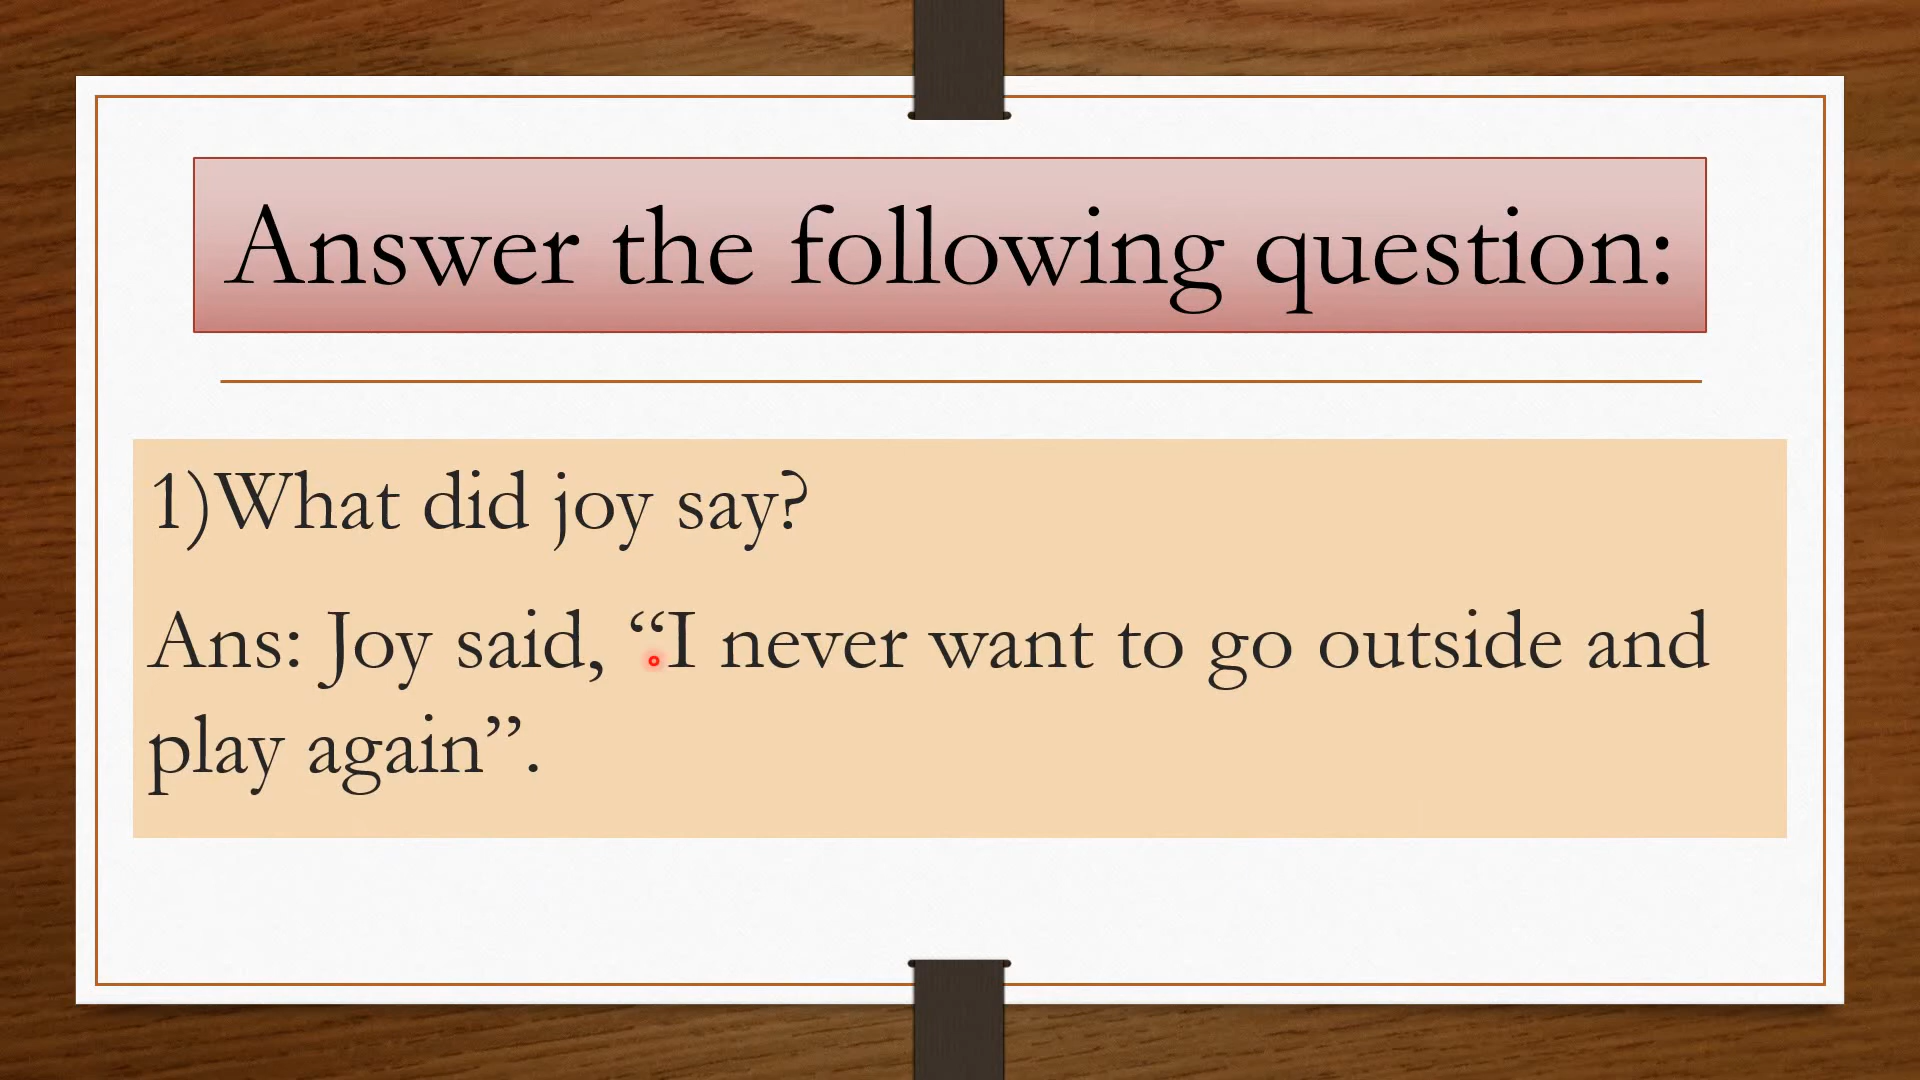 Answer the following question:
1)What did joy say?
Ans: Joy said, “I never want to go outside and
play again”.